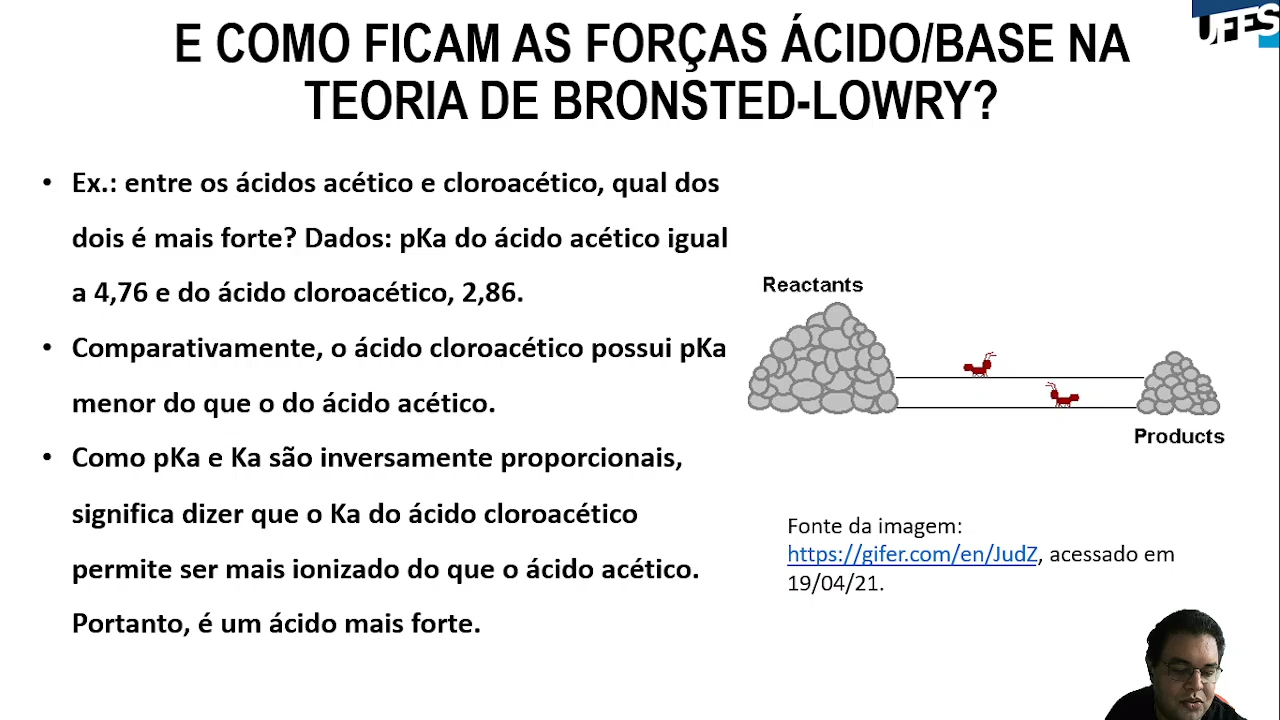 E COMO FICAM AS FORÇAS ÁCIDO/BASE NA
TEORIA DE BRONSTED-LOWRY?
UFES
• Ex.: entre os ácidos acético e cloroacético, qual dos
dois é mais forte? Dados: pKa do ácido acético igual
a 4,76 e do ácido cloroacético, 2,86.
• Comparativamente, o ácido cloroacético possui pKa
menor do que o do ácido acético.
• Como pKa e Ka são inversamente proporcionais,
significa dizer que o Ka do ácido cloroacético
permite ser mais ionizado do que o ácido acético.
Portanto, é um ácido mais forte.
Reactants
Products
Fonte da imagem:
https://gifer.com/en/JudZ, acessado em
19/04/21.